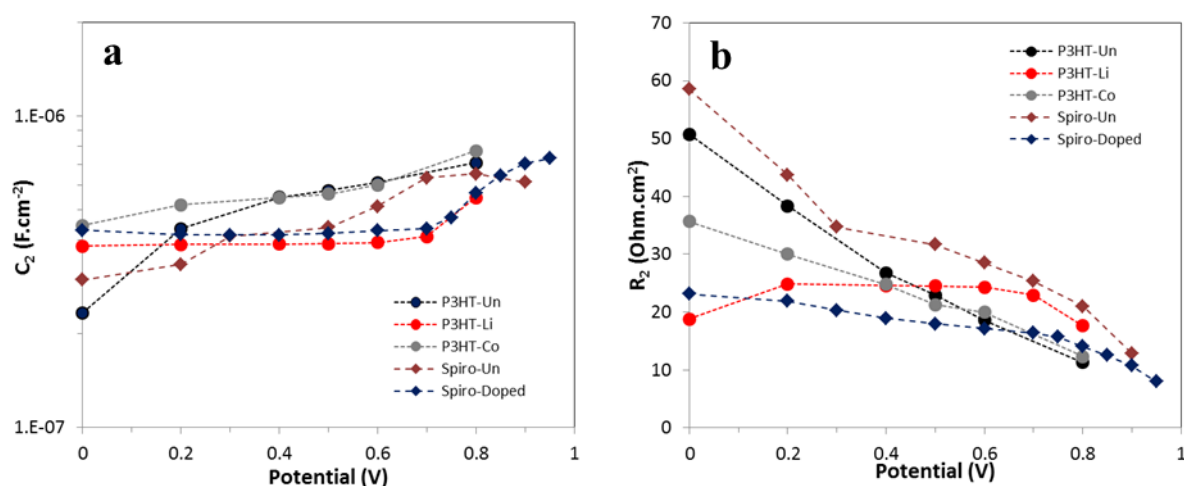 a
1.E-06
1.E-07
C₂ (F.cm⁻²)
P3HT-Un
P3HT-Li
P3HT-Co
Spiro-Un
Spiro-Doped
0 0.2 0.4 0.6 0.8 1
Potential (V)
b
70
60
50
40
30
20
10
0
R₂ (Ohm.cm²)
P3HT-Un
P3HT-Li
P3HT-Co
Spiro-Un
Spiro-Doped
0 0.2 0.4 0.6 0.8 1
Potential (V)